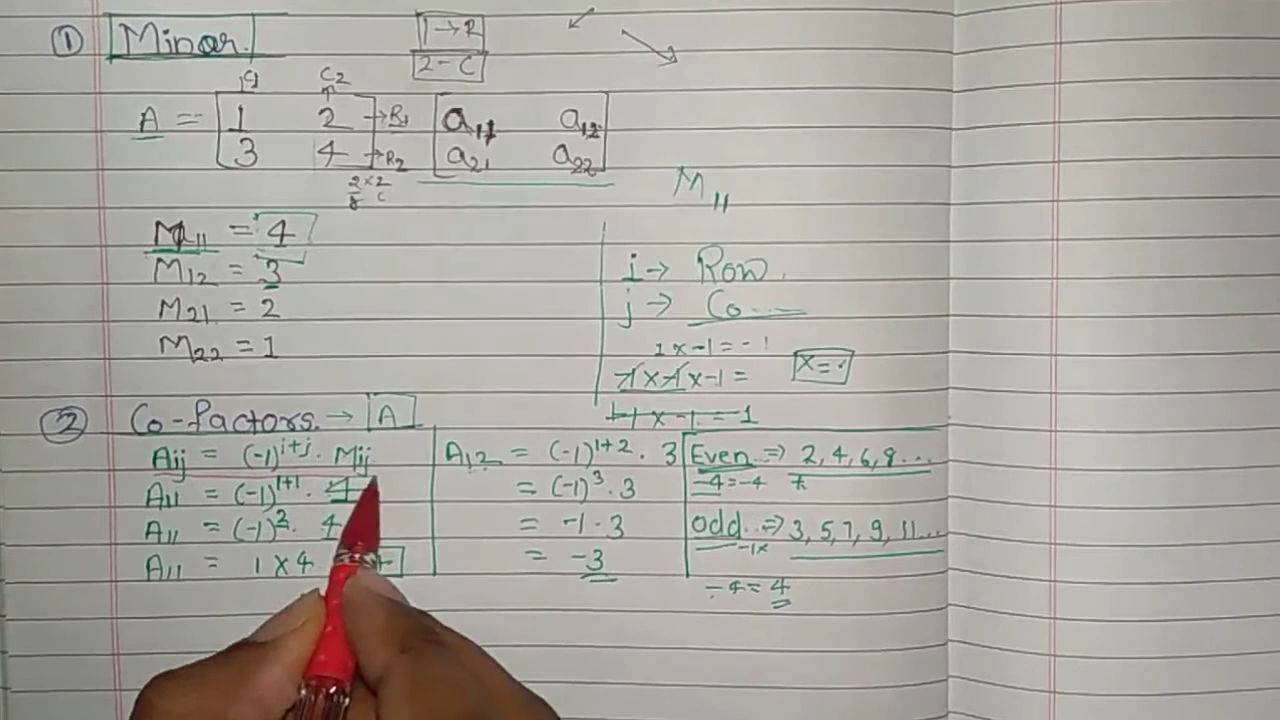 ① Minor.
1 → R
2 - C
C1 C2
A = [ 1 2 ] → R1 [ a11 a12 ]
[ 3 4 ] → R2 [ a21 a22 ]
2 × 2
M11
M11 = 4
M12 = 3
M21 = 2
M22 = 1
i → Row.
j → Co....
1 x -1 = -1
-1 x -1 x -1 =
② Co-factors → A
Aij = (-1)^i+j . Mij
A11 = (-1)^1+1 . 4
A11 = (-1)^2 . 4
A11 = 1 x 4
A12 = (-1)^1+2 . 3
= (-1)^3 . 3
= -1 . 3
= -3
Even ⇒ 2, 4, 6, 8 ...
-4 = -4
odd ⇒ 3, 5, 7, 9, 11...
-1x
-4 = 4